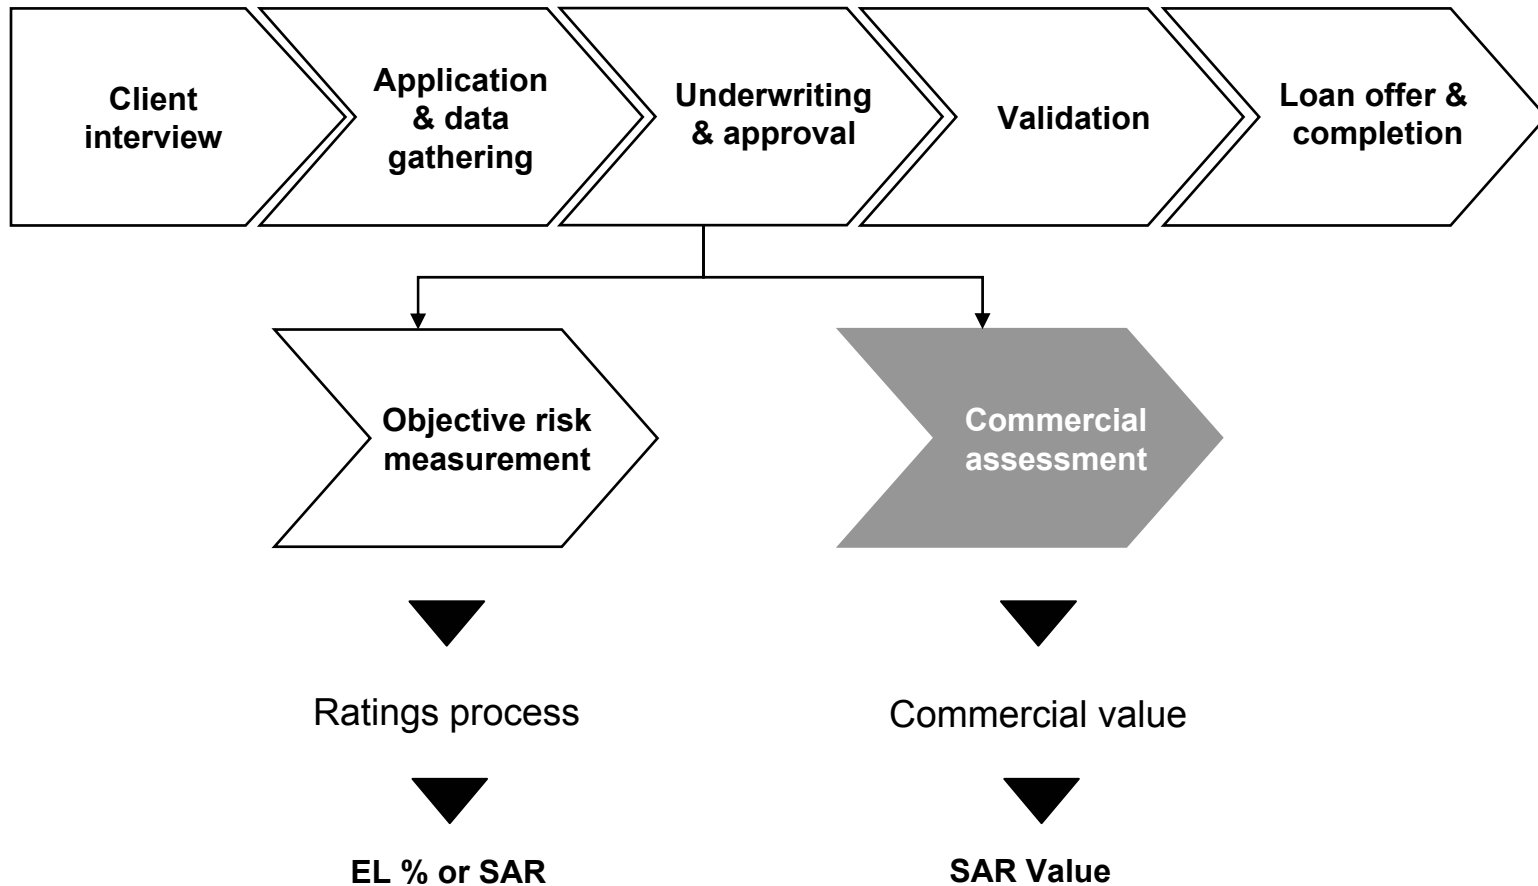 Client
interview
Application
& data
gathering
Underwriting
& approval
Validation
Loan offer &
completion
Objective risk
measurement
Commercial
assessment
Ratings process
Commercial value
EL % or SAR
SAR Value